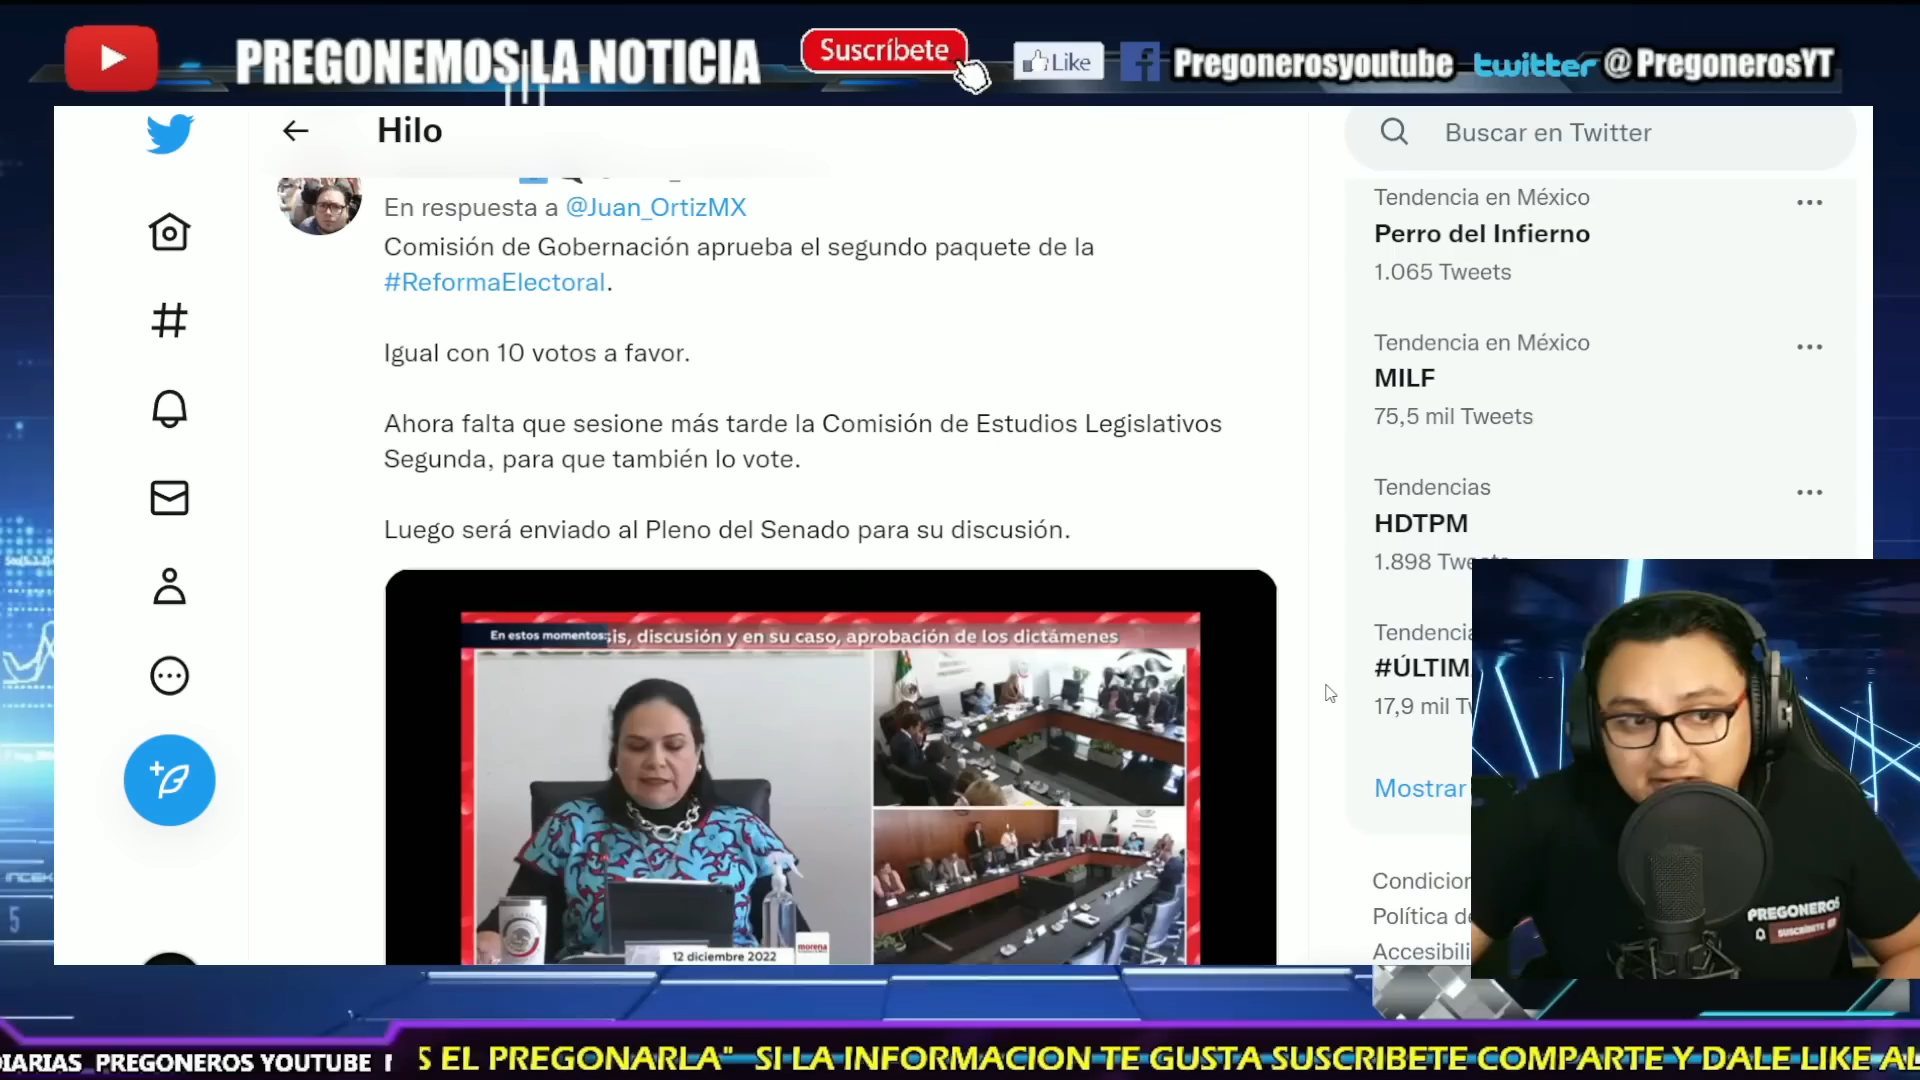 PREGONEMOS LA NOTICIA
Suscríbete
Like
Pregonerosyoutube
twitter @PregonerosYT
Hilo
En respuesta a @Juan_OrtizMX
Comisión de Gobernación aprueba el segundo paquete de la
#ReformaElectoral.
Igual con 10 votos a favor.
Ahora falta que sesione más tarde la Comisión de Estudios Legislativos
Segunda, para que también lo vote.
Luego será enviado al Pleno del Senado para su discusión.
En estos momentos: sis, discusión y en su caso, aprobación de los dictámenes
12 diciembre 2022
morena
Buscar en Twitter
Tendencia en México
Perro del Infierno
1.065 Tweets
Tendencia en México
MILF
75,5 mil Tweets
Tendencias
HDTPM
1.898 Tweets
Tendencia
#ÚLTIM
17,9 mil Tw
Mostrar
Condicion
Política de
Accesibili
PREGONEROS
SUSCRIBETE
DIARIAS PREGONEROS YOUTUBE
S EL PREGONARLA" SI LA INFORMACION TE GUSTA SUSCRIBETE COMPARTE Y DALE LIKE AL